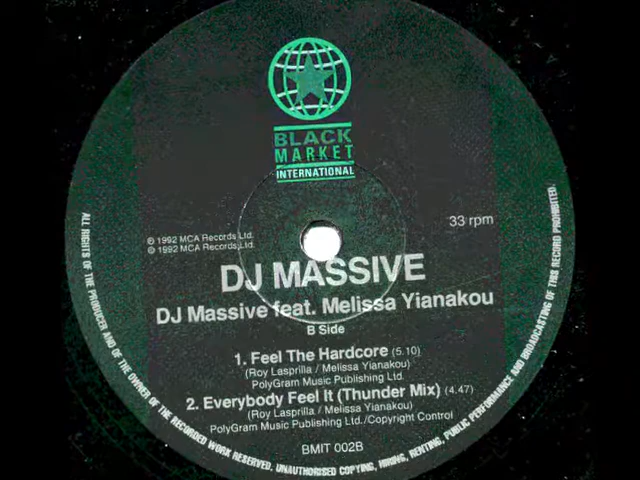 BLACK
MARKET
INTERNATIONAL
33 rpm
℗ 1992 MCA Records Ltd.
© 1992 MCA Records Ltd.
DJ MASSIVE
DJ Massive feat. Melissa Yianakou
B Side
1. Feel The Hardcore (5.10)
(Roy Lasprilla / Melissa Yianakou)
PolyGram Music Publishing Ltd.
2. Everybody Feel It (Thunder Mix) (4.47)
(Roy Lasprilla / Melissa Yianakou)
PolyGram Music Publishing Ltd./Copyright Control
BMIT 002B
ALL RIGHTS OF THE PRODUCER AND OF THE OWNER OF THE RECORDED WORK RESERVED. UNAUTHORISED COPYING, HIRING, RENTING, PUBLIC PERFORMANCE AND BROADCASTING OF THIS RECORD PROHIBITED.